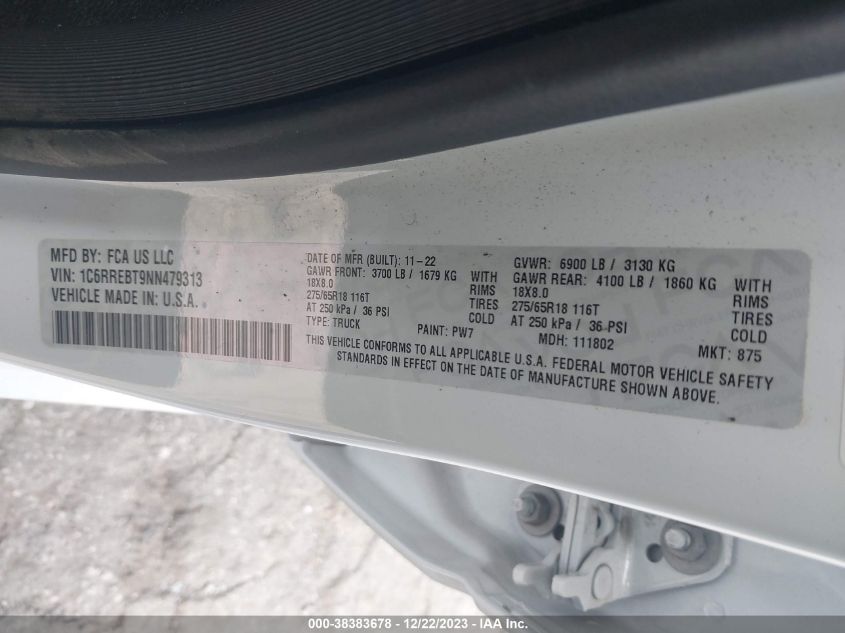 MFD BY: FCA US LLC
VIN: 1C6RREBT9NN479313
VEHICLE MADE IN: U.S.A.
DATE OF MFR (BUILT): 11-22
GAWR FRONT: 3700 LB / 1679 KG WITH
18X8.0 RIMS
275/65R18 116T TIRES
AT 250 kPa / 36 PSI COLD
TYPE: TRUCK PAINT: PW7
GVWR: 6900 LB / 3130 KG
GAWR REAR: 4100 LB / 1860 KG WITH
18X8.0 RIMS
275/65R18 116T TIRES
AT 250 kPa / 36 PSI COLD
MDH: 111802 MKT: 875
THIS VEHICLE CONFORMS TO ALL APPLICABLE U.S.A. FEDERAL MOTOR VEHICLE SAFETY
STANDARDS IN EFFECT ON THE DATE OF MANUFACTURE SHOWN ABOVE.
000-38383678 - 12/22/2023 - IAA Inc.